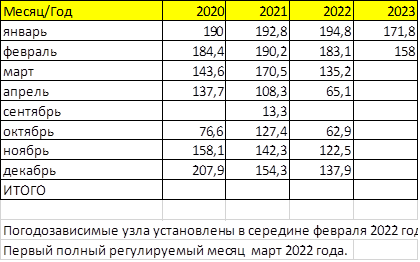 Месяц/Год 2020 2021 2022 2023
январь 190 192,8 194,8 171,8
февраль 184,4 190,2 183,1 158
март 143,6 170,5 135,2
апрель 137,7 108,3 65,1
сентябрь 13,3
октябрь 76,6 127,4 62,9
ноябрь 158,1 142,3 122,5
декабрь 207,9 154,3 137,9
ИТОГО
Погодозависимые узла установлены в середине февраля 2022 год
Первый полный регулируемый месяц март 2022 года.